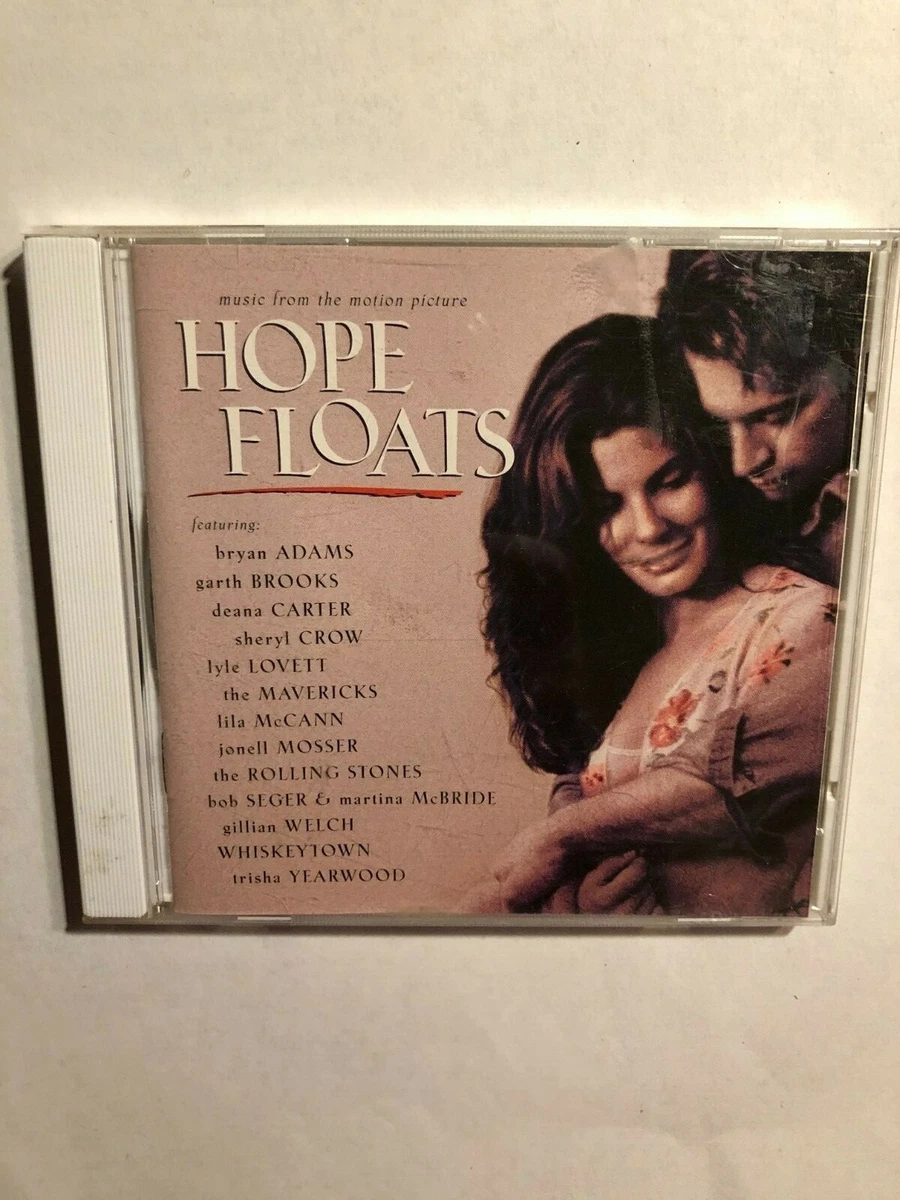 music from the motion picture
HOPE
FLOATS
featuring:
bryan ADAMS
garth BROOKS
deana CARTER
sheryl CROW
lyle LOVETT
the MAVERICKS
lila McCANN
jonell MOSSER
the ROLLING STONES
bob SEGER & martina McBRIDE
gillian WELCH
WHISKEYTOWN
trisha YEARWOOD